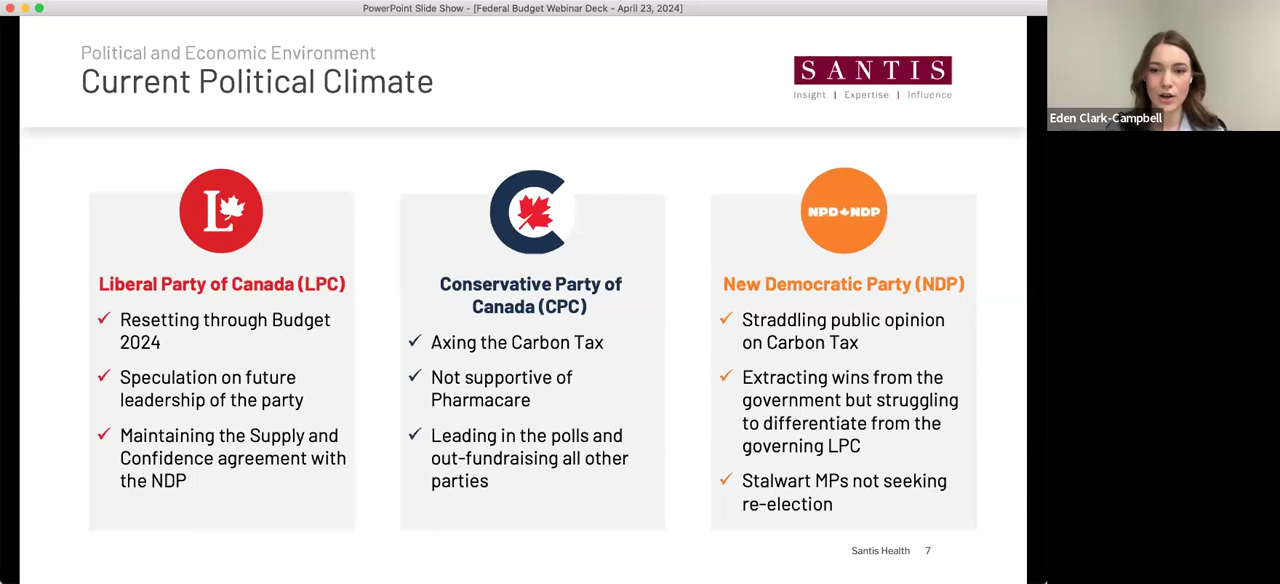 PowerPoint Slide Show - [Federal Budget Webinar Deck - April 23, 2024]
Political and Economic Environment
Current Political Climate
SANTIS
Insight | Expertise | Influence
Eden Clark-Campbell
L
NPD NDP
Liberal Party of Canada (LPC)
✓ Resetting through Budget
2024
✓ Speculation on future
leadership of the party
✓ Maintaining the Supply and
Confidence agreement with
the NDP
Conservative Party of
Canada (CPC)
✓ Axing the Carbon Tax
✓ Not supportive of
Pharmacare
✓ Leading in the polls and
out-fundraising all other
parties
New Democratic Party (NDP)
✓ Straddling public opinion
on Carbon Tax
✓ Extracting wins from the
government but struggling
to differentiate from the
governing LPC
✓ Stalwart MPs not seeking
re-election
Santis Health 7